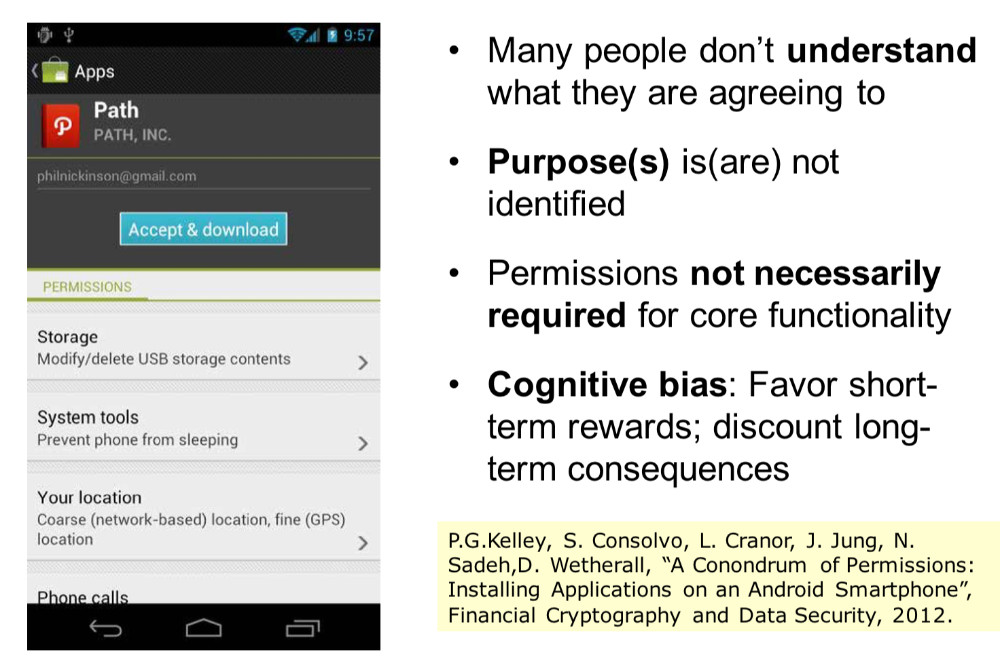 9:57
Apps
Path
PATH, INC.
philnickinson@gmail.com
Accept & download
PERMISSIONS
Storage
Modify/delete USB storage contents
System tools
Prevent phone from sleeping
Your location
Coarse (network-based) location, fine (GPS)
location
Phone calls
• Many people don’t understand
what they are agreeing to
• Purpose(s) is(are) not
identified
• Permissions not necessarily
required for core functionality
• Cognitive bias: Favor short-
term rewards; discount long-
term consequences
P.G.Kelley, S. Consolvo, L. Cranor, J. Jung, N.
Sadeh,D. Wetherall, “A Conondrum of Permissions:
Installing Applications on an Android Smartphone”,
Financial Cryptography and Data Security, 2012.